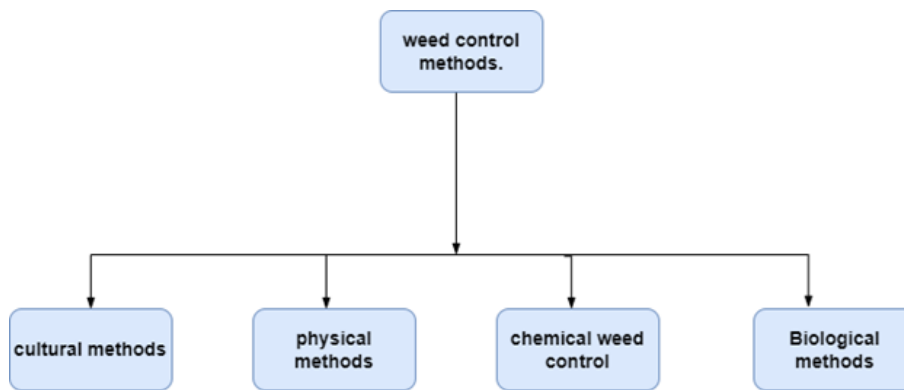 weed control
methods.
cultural methods
physical
methods
chemical weed
control
Biological
methods